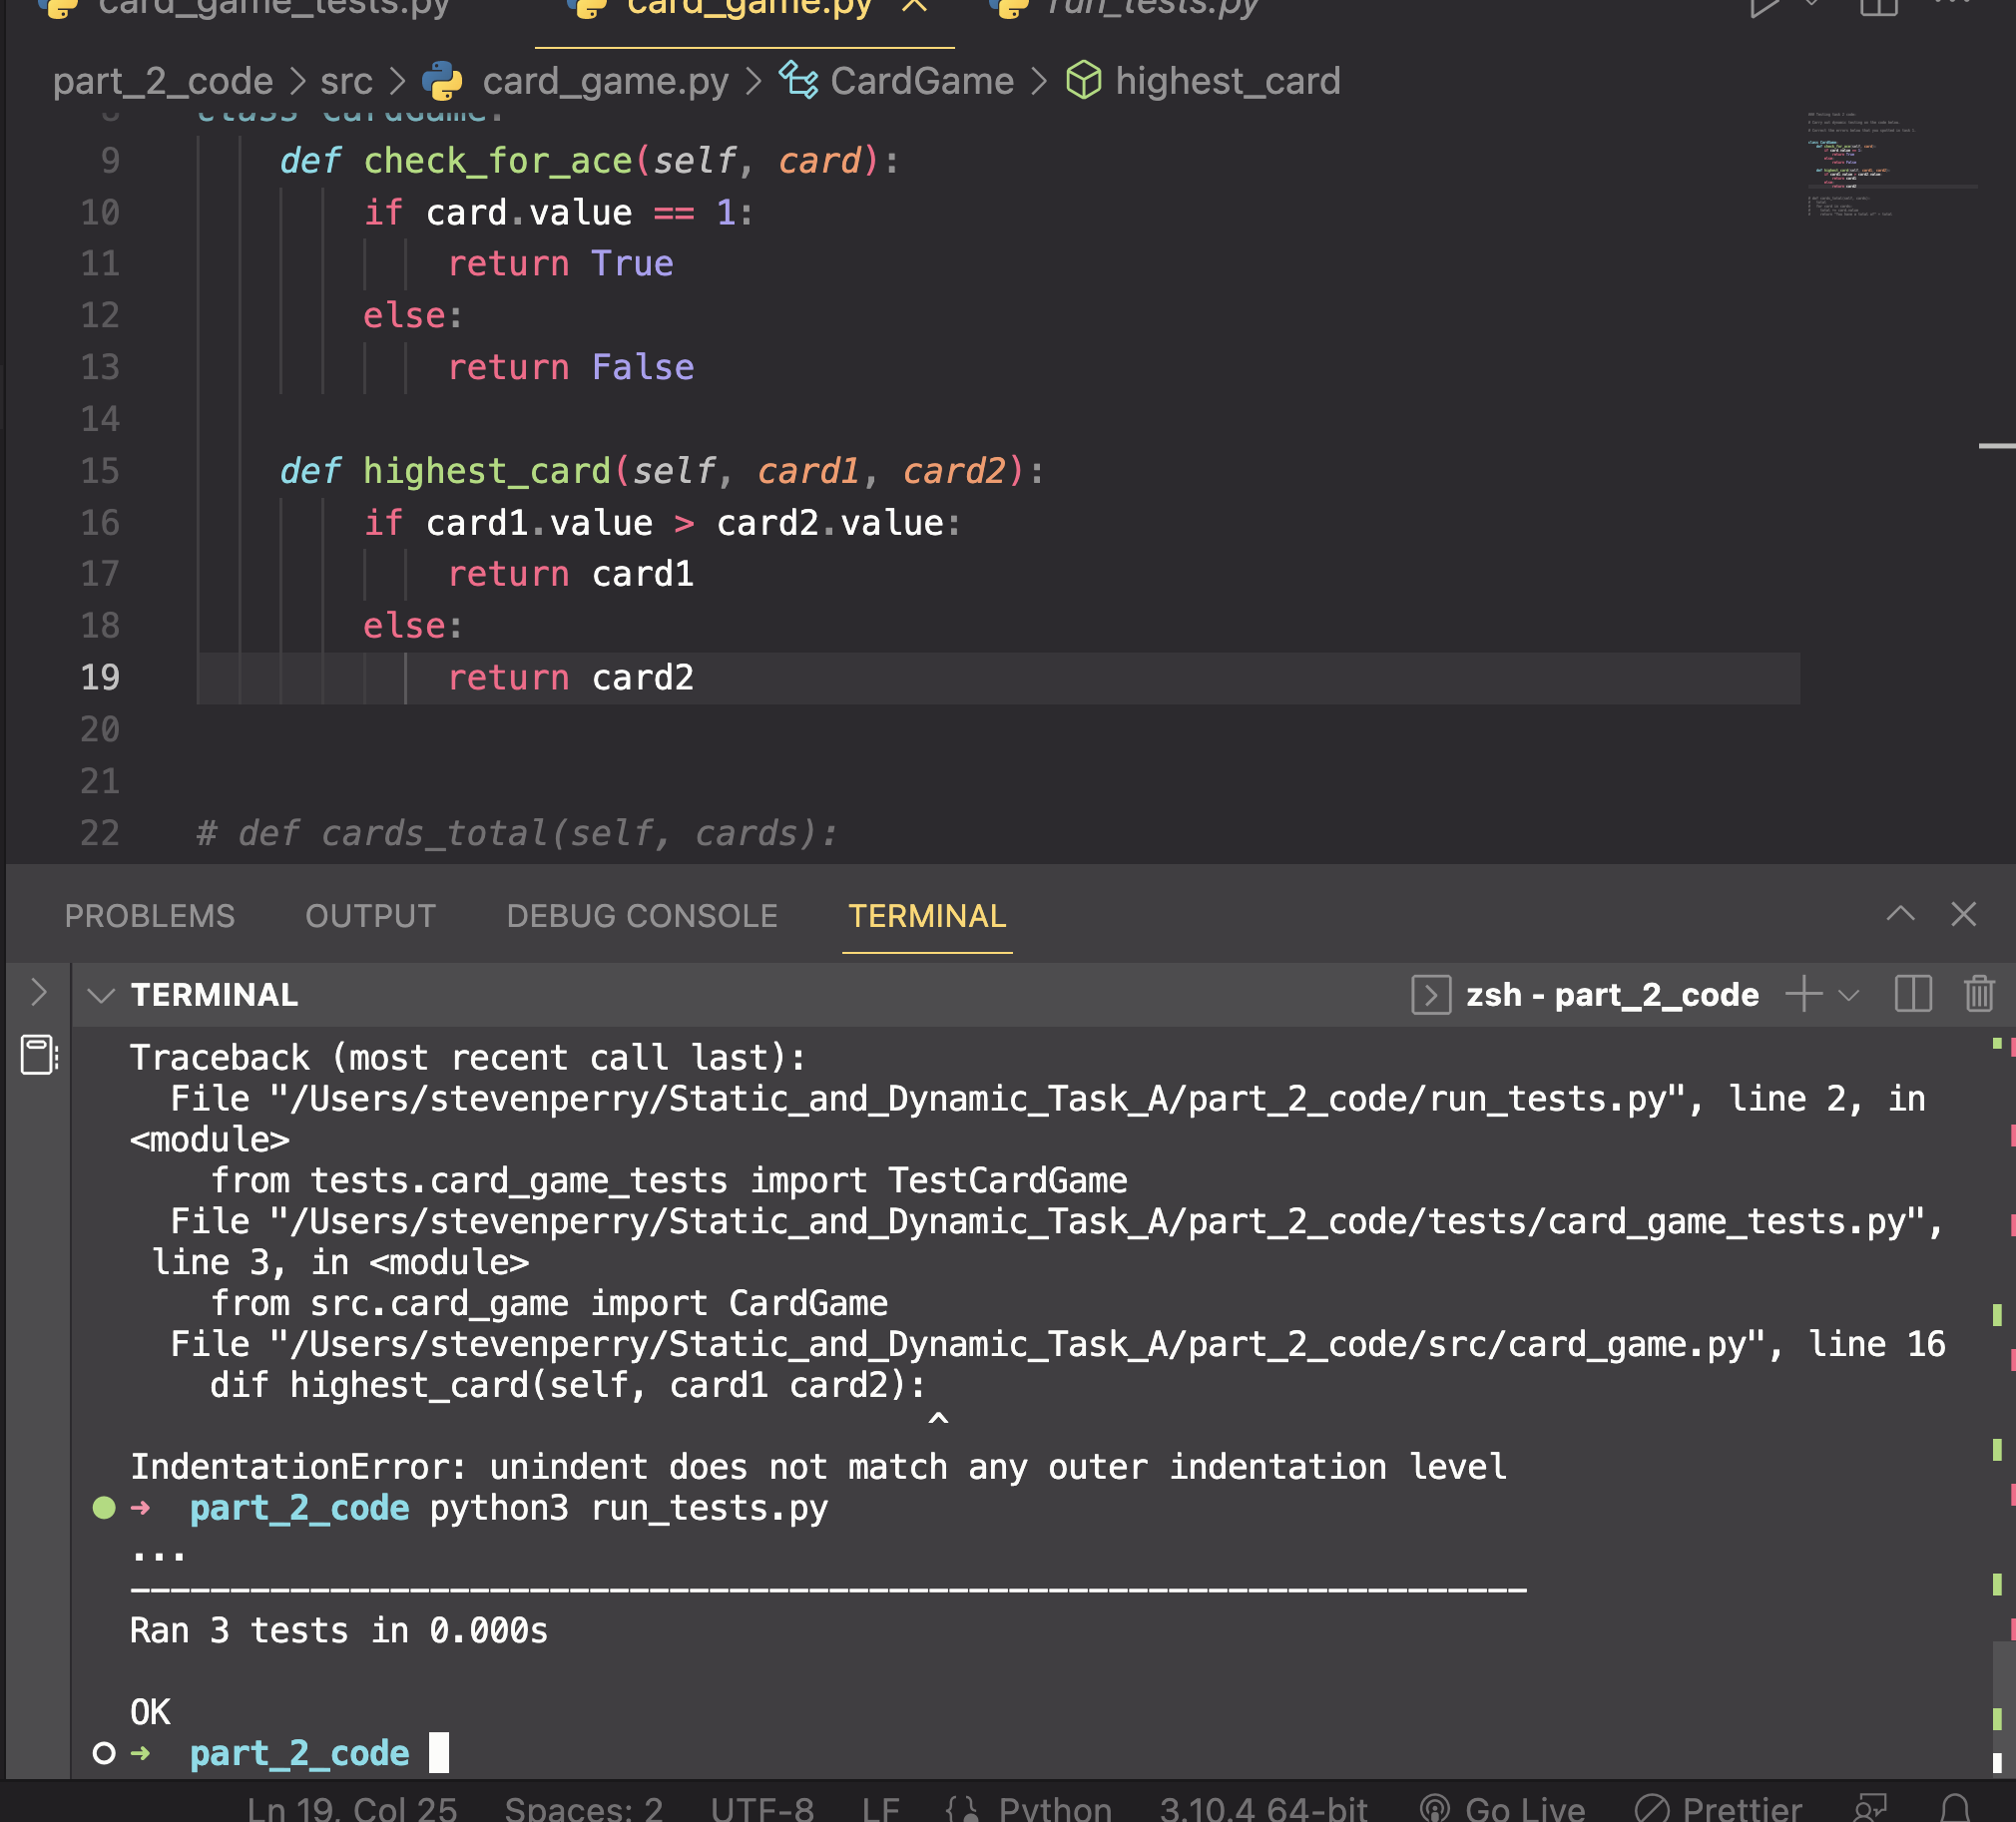 card_game_tests.py card_game.py run_tests.py
part_2_code > src > card_game.py > CardGame > highest_card
8 class CardGame:
9 def check_for_ace(self, card):
10 if card.value == 1:
11 return True
12 else:
13 return False
14
15 def highest_card(self, card1, card2):
16 if card1.value > card2.value:
17 return card1
18 else:
19 return card2
20
21
22 # def cards_total(self, cards):
PROBLEMS OUTPUT DEBUG CONSOLE TERMINAL
TERMINAL zsh - part_2_code
Traceback (most recent call last):
File "/Users/stevenperry/Static_and_Dynamic_Task_A/part_2_code/run_tests.py", line 2, in
<module>
from tests.card_game_tests import TestCardGame
File "/Users/stevenperry/Static_and_Dynamic_Task_A/part_2_code/tests/card_game_tests.py",
line 3, in <module>
from src.card_game import CardGame
File "/Users/stevenperry/Static_and_Dynamic_Task_A/part_2_code/src/card_game.py", line 16
dif highest_card(self, card1 card2):
^
IndentationError: unindent does not match any outer indentation level
➜ part_2_code python3 run_tests.py
...
----------------------------------------------------------------------
Ran 3 tests in 0.000s
OK
➜ part_2_code
Ln 19, Col 25 Spaces: 2 UTF-8 LF Python 3.10.4 64-bit Go Live Prettier